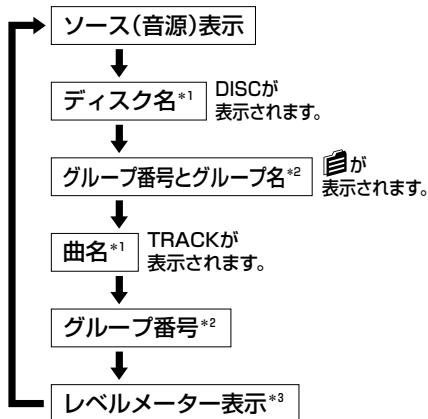 ソース(音源)表示
ディスク名*1
DISCが
表示されます。
グループ番号とグループ名*2
が
表示されます。
曲名*1
TRACKが
表示されます。
グループ番号*2
レベルメーター表示*3